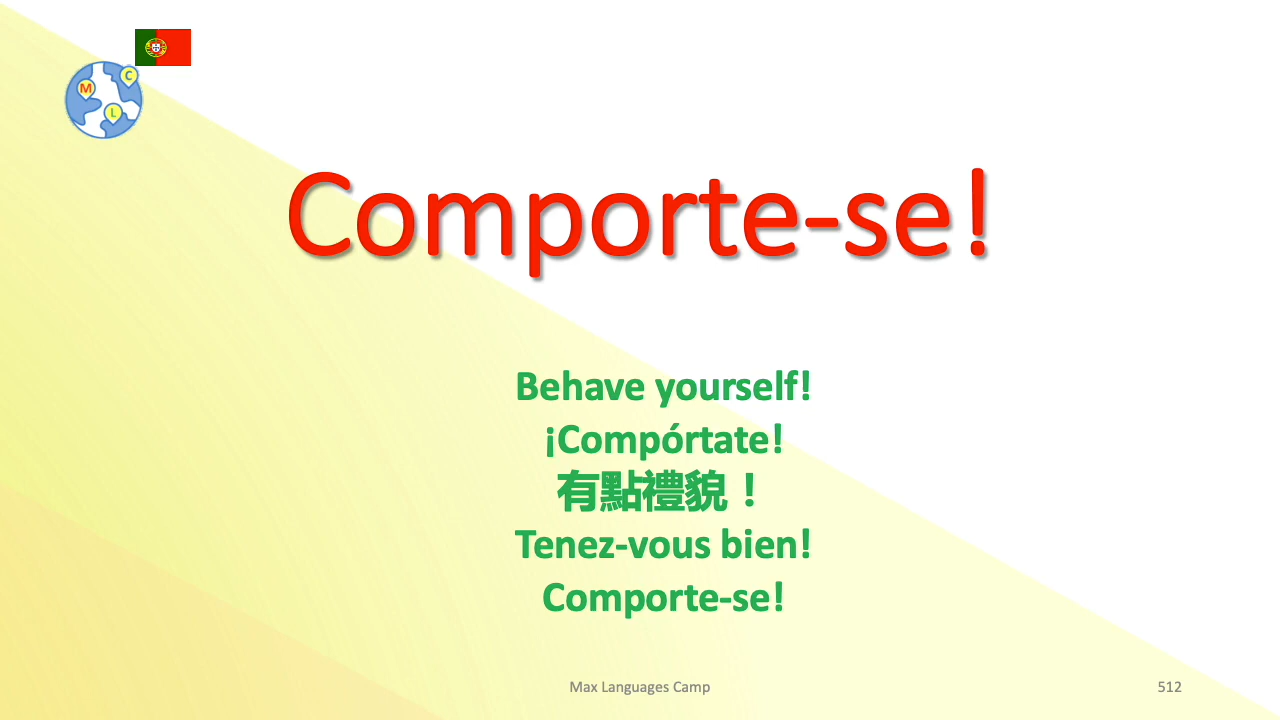 C
M
L
Comporte-se!
Behave yourself!
¡Compórtate!
有點禮貌！
Tenez-vous bien!
Comporte-se!
Max Languages Camp
512